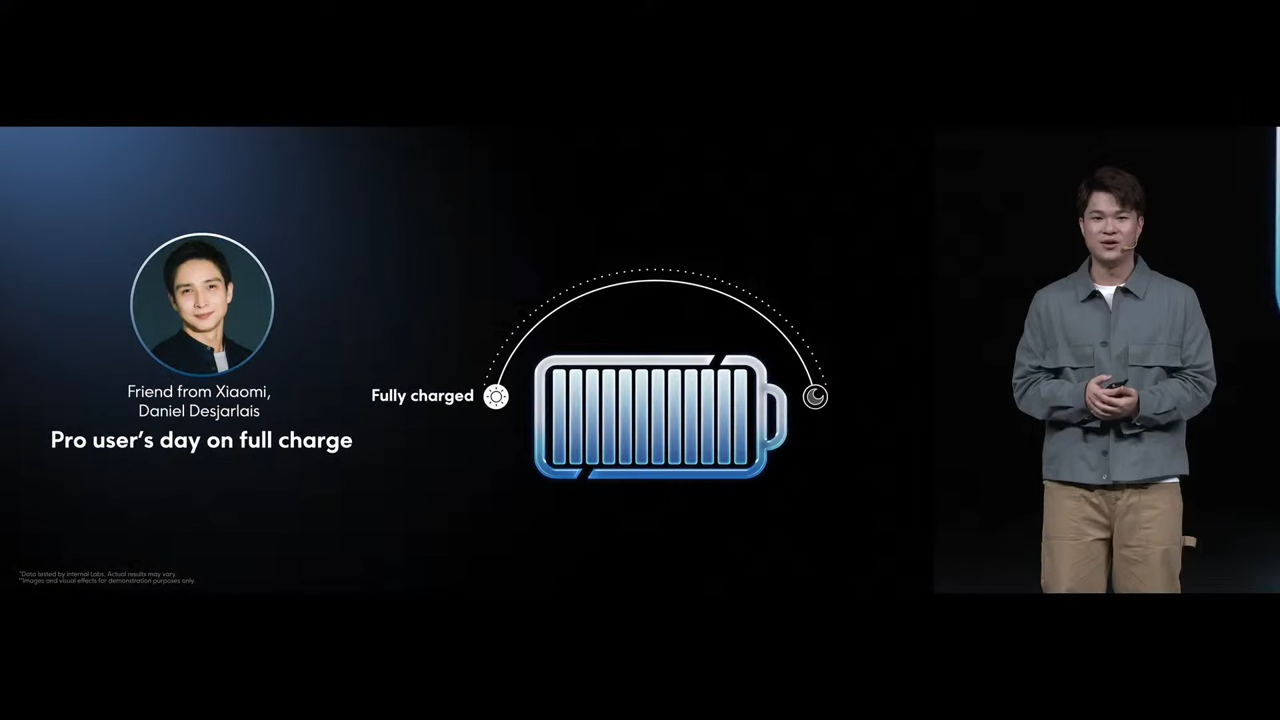 Friend from Xiaomi,
Daniel Desjarlais
Pro user's day on full charge
Fully charged
*Data tested by Internal Labs. Actual results may vary.
**Images and visual effects for demonstration purposes only.